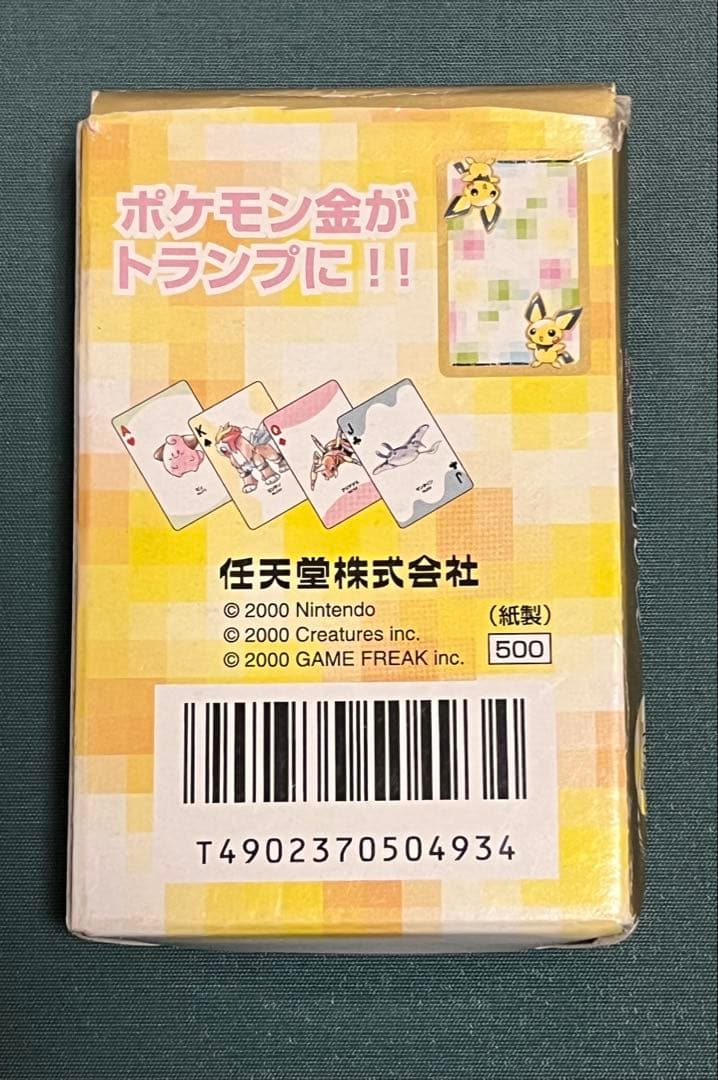 ポケモン金が
トランプに!!
A
K
Q
J
J
任天堂株式会社
© 2000 Nintendo
© 2000 Creatures inc.
© 2000 GAME FREAK inc.
(紙製)
500
T4902370504934